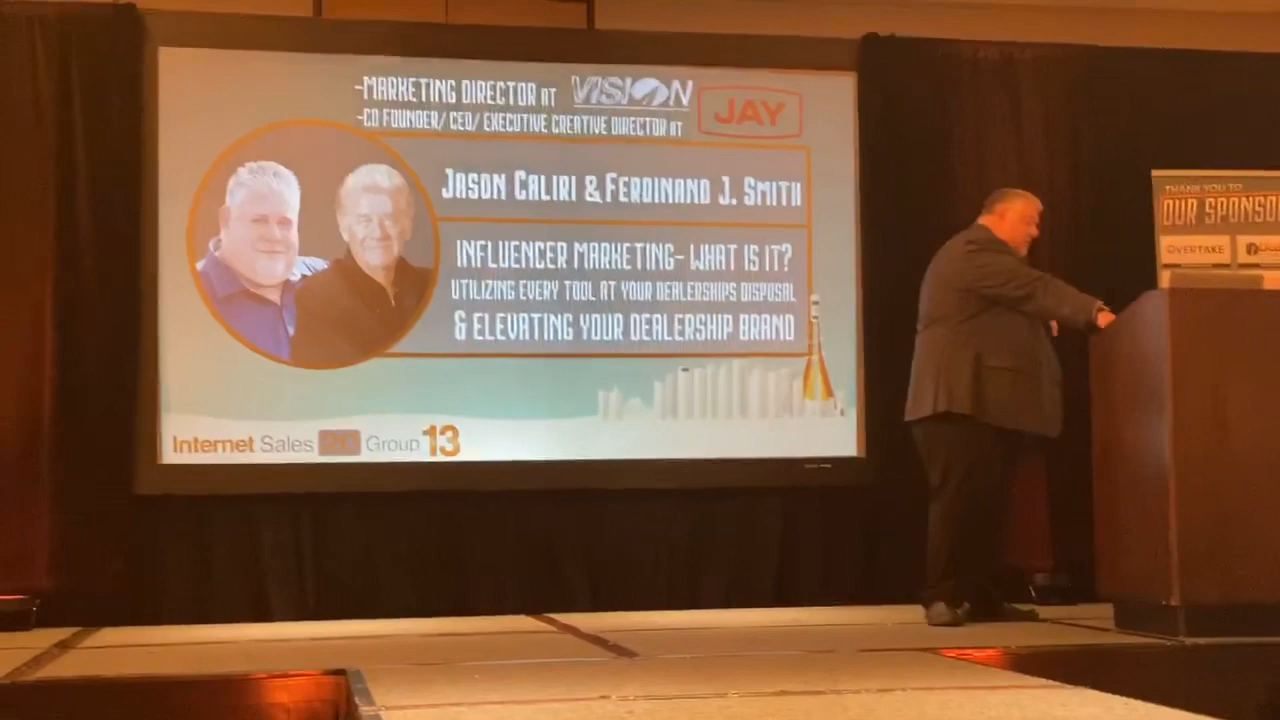 -MARKETING DIRECTOR AT VISION
-CO FOUNDER/ CEO/ EXECUTIVE CREATIVE DIRECTOR AT JAY
JASON CALIRI & FERDINAND J. SMITH
INFLUENCER MARKETING- WHAT IS IT?
UTILIZING EVERY TOOL AT YOUR DEALERSHIPS DISPOSAL
& ELEVATING YOUR DEALERSHIP BRAND
Internet Sales 20 Group 13
THANK YOU TO
OUR SPONSO
OVERTAKE